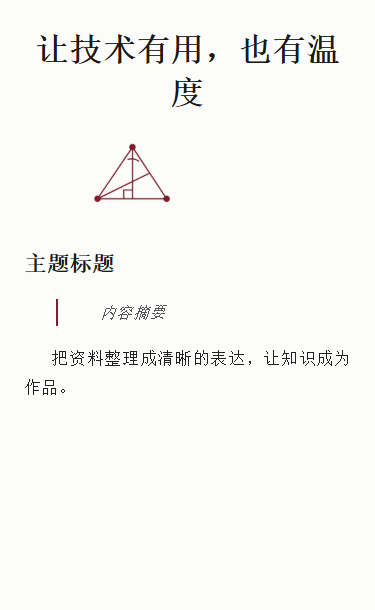 让技术有用，也有温
度
主题标题
内容摘要
把资料整理成清晰的表达，让知识成为
作品。